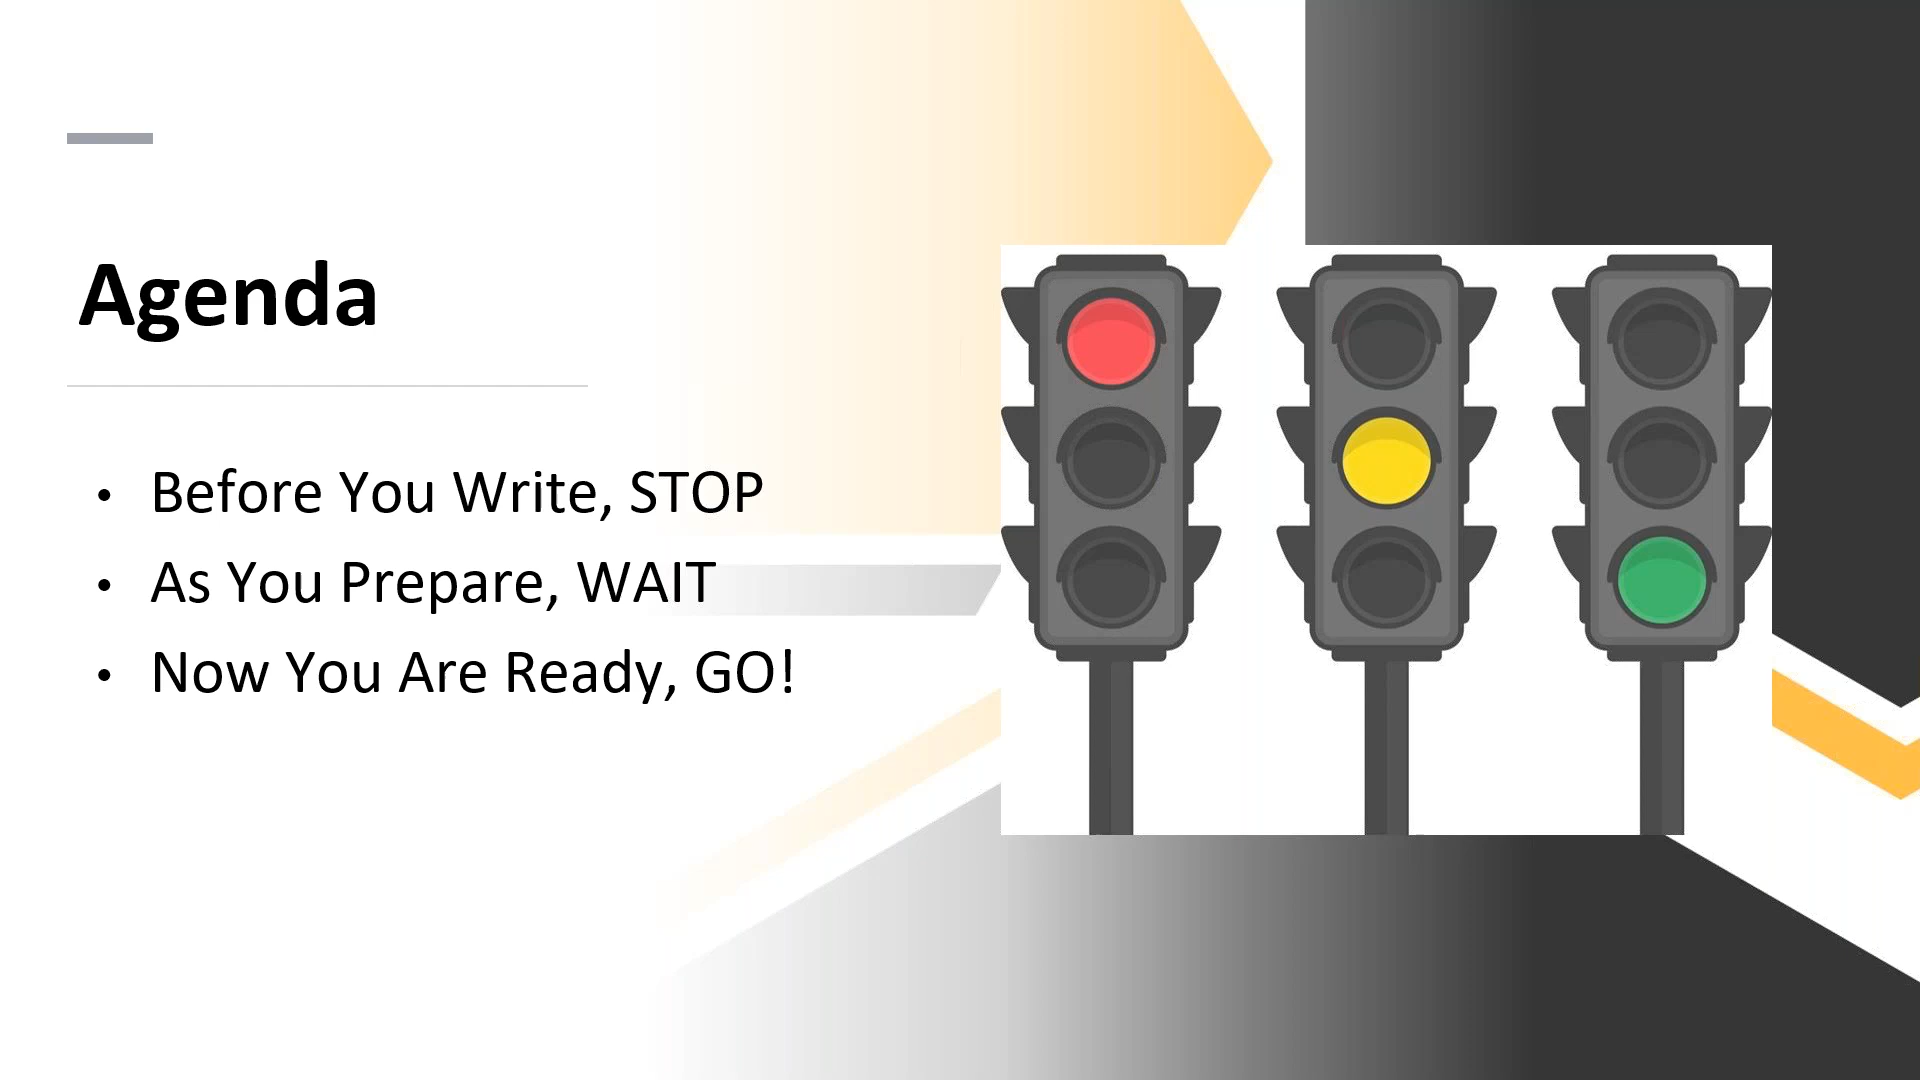 Agenda
• Before You Write, STOP
• As You Prepare, WAIT
• Now You Are Ready, GO!